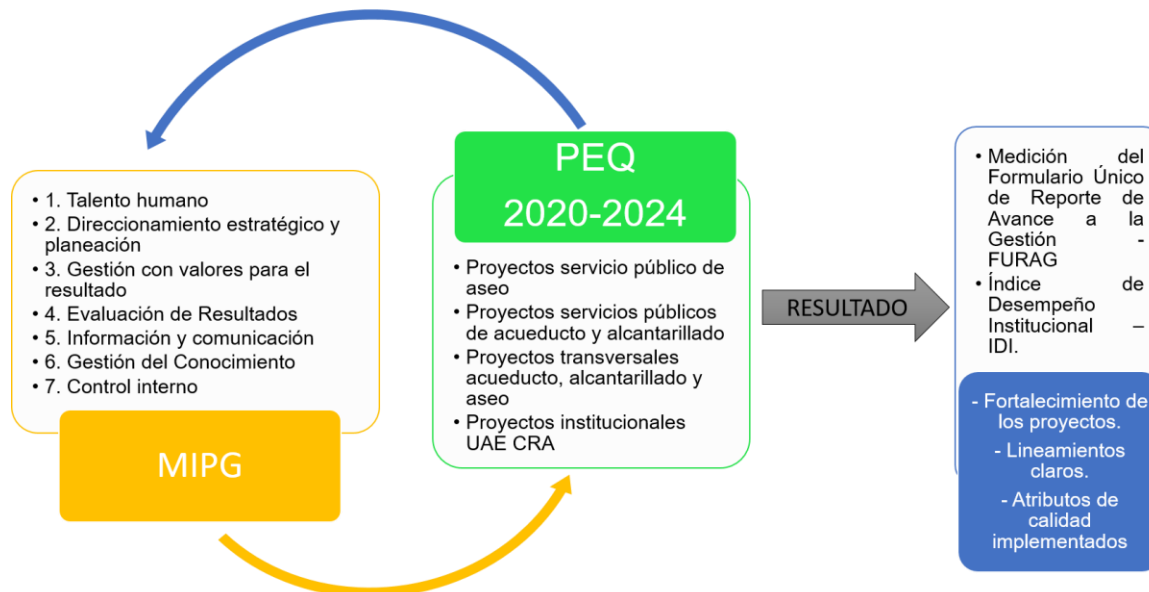 • 1. Talento humano
• 2. Direccionamiento estratégico y
planeación
• 3. Gestión con valores para el
resultado
• 4. Evaluación de Resultados
• 5. Información y comunicación
• 6. Gestión del Conocimiento
• 7. Control interno
MIPG
PEQ
2020-2024
• Proyectos servicio público de
aseo
• Proyectos servicios públicos
de acueducto y alcantarillado
• Proyectos transversales
acueducto, alcantarillado y
aseo
• Proyectos institucionales
UAE CRA
RESULTADO
• Medición del
Formulario Único
de Reporte de
Avance a la
Gestión -
FURAG
• Índice de
Desempeño
Institucional –
IDI.
- Fortalecimiento de
los proyectos.
- Lineamientos
claros.
- Atributos de
calidad
implementados